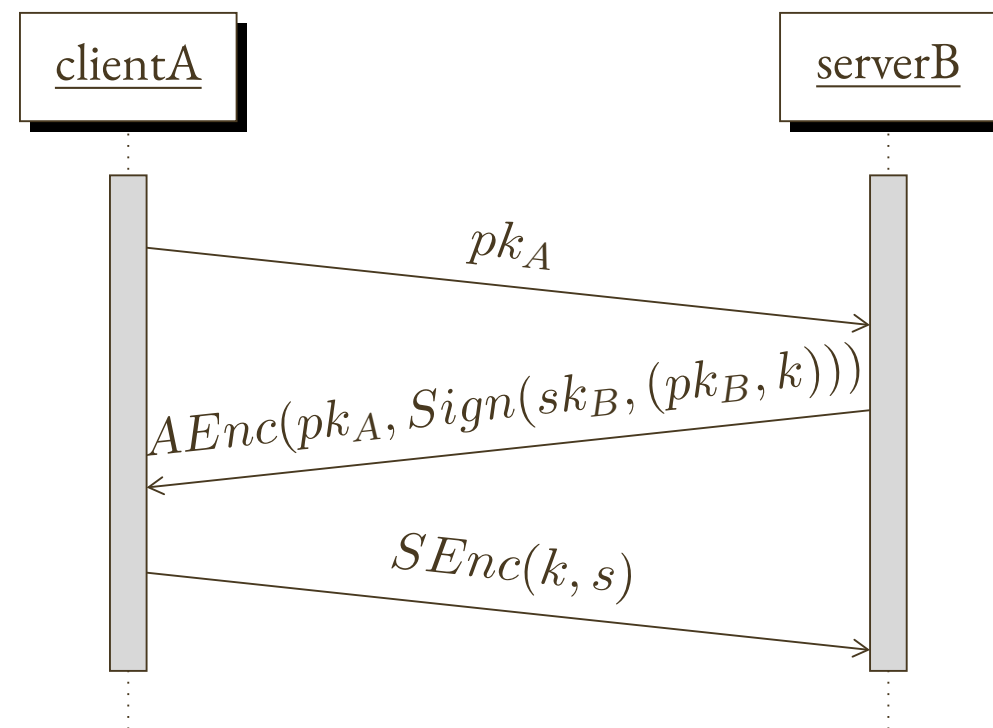 clientA
serverB
pk_A
AEnc(pk_A, Sign(sk_B, (pk_B, k)))
SEnc(k, s)